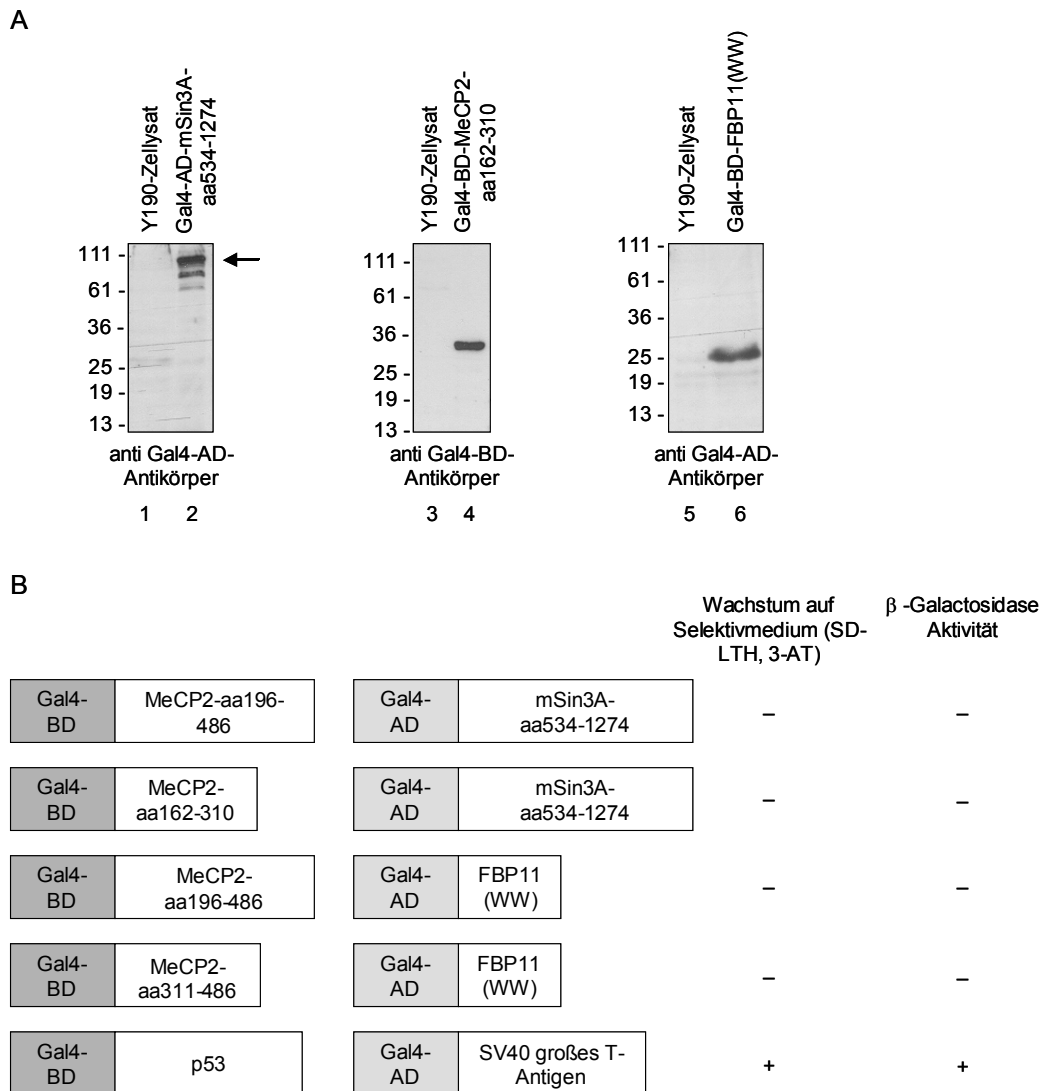 A
Y190-Zellysat
Gal4-AD-mSin3A-
aa534-1274
111 -
61 -
36 -
25 -
19 -
13 -
anti Gal4-AD-
Antikörper
1 2
Y190-Zellysat
Gal4-BD-MeCP2-
aa162-310
111 -
61 -
36 -
25 -
19 -
13 -
anti Gal4-BD-
Antikörper
3 4
Y190-Zellysat
Gal4-BD-FBP11(WW)
111 -
61 -
36 -
25 -
19 -
13 -
anti Gal4-AD-
Antikörper
5 6
B
Wachstum auf
Selektivmedium (SD-
LTH, 3-AT)
β -Galactosidase
Aktivität
Gal4-
BD
MeCP2-aa196-
486
Gal4-
AD
mSin3A-
aa534-1274
– –
Gal4-
BD
MeCP2-
aa162-310
Gal4-
AD
mSin3A-
aa534-1274
– –
Gal4-
BD
MeCP2-
aa196-486
Gal4-
AD
FBP11
(WW)
– –
Gal4-
BD
MeCP2-
aa311-486
Gal4-
AD
FBP11
(WW)
– –
Gal4-
BD
p53
Gal4-
AD
SV40 großes T-
Antigen
+ +